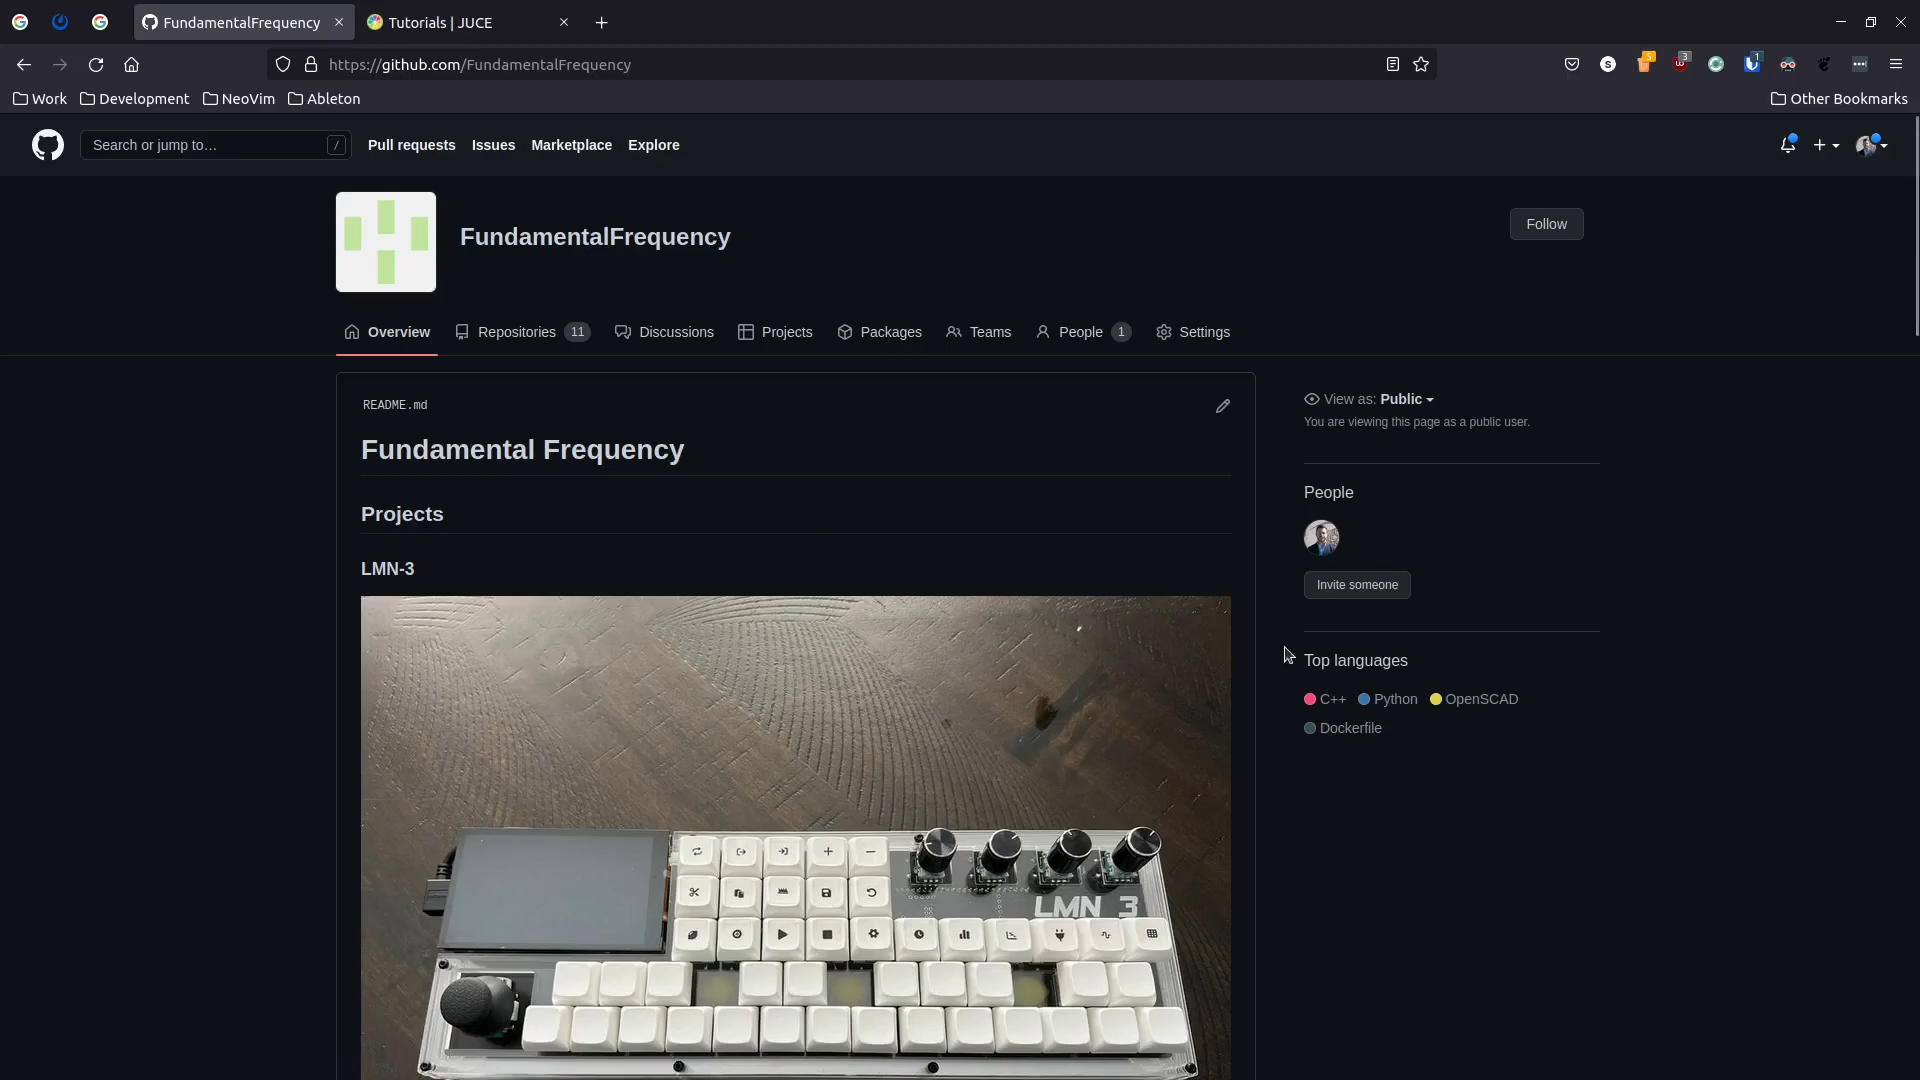 FundamentalFrequency
Tutorials | JUCE
https://github.com/FundamentalFrequency
5
3
1
Work
Development
NeoVim
Ableton
Other Bookmarks
Search or jump to…
/
Pull requests
Issues
Marketplace
Explore
FundamentalFrequency
Follow
Overview
Repositories 11
Discussions
Projects
Packages
Teams
People 1
Settings
README.md
Fundamental Frequency
Projects
LMN-3
LMN 3
View as: Public
You are viewing this page as a public user.
People
Invite someone
Top languages
C++
Python
OpenSCAD
Dockerfile